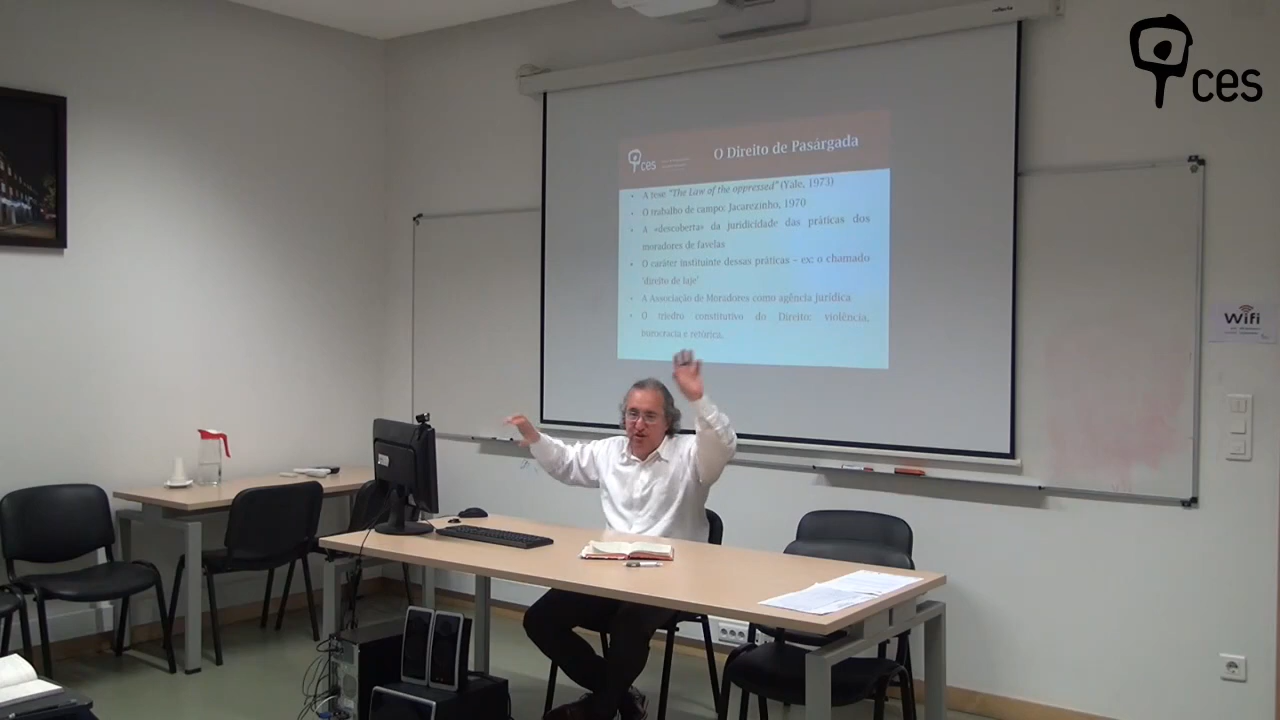 ces
ces
O Direito de Pasárgada
• A tese "The Law of the oppressed" (Yale, 1973)
• O trabalho de campo: Jacarezinho, 1970
• A «descoberta» da juridicidade das práticas dos
moradores de favelas
• O caráter instituinte dessas práticas – ex: o chamado
'direito de laje'
• A Associação de Moradores como agência jurídica
• O triedro constitutivo do Direito: violência,
burocracia e retórica.
Wifi